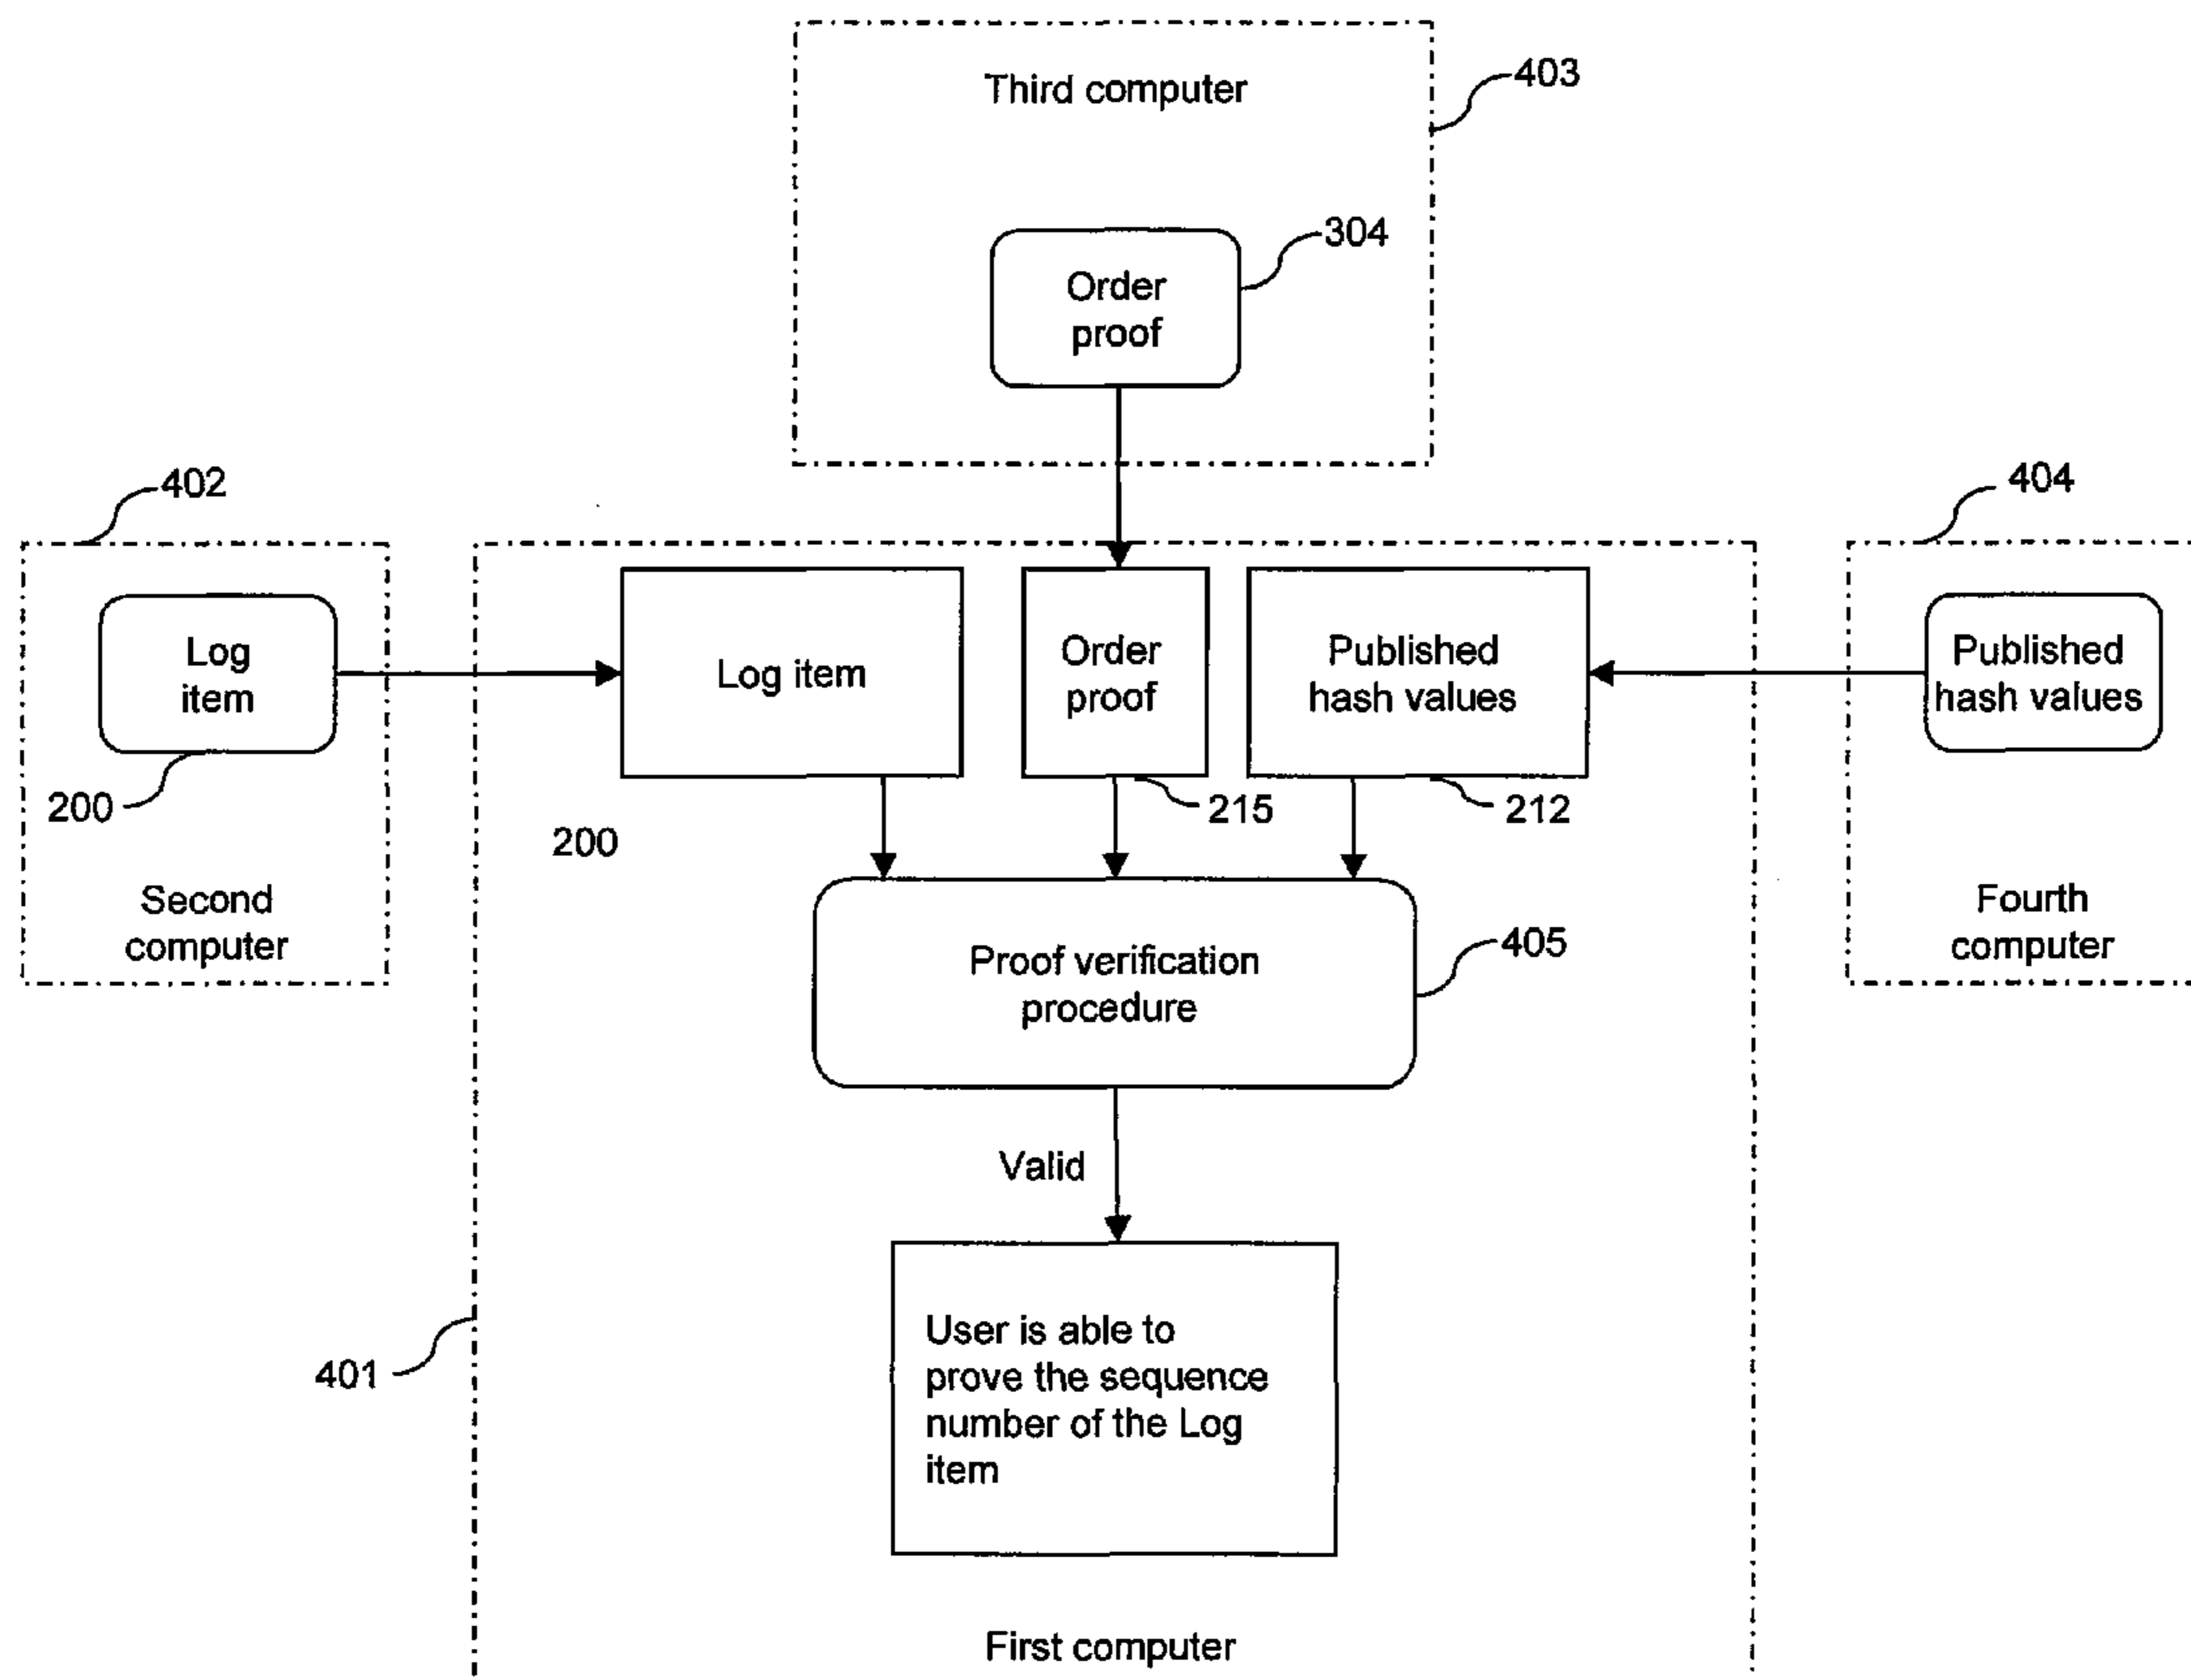 Third computer
403
304
Order
proof
402
404
Log
item
Log item
Order
proof
Published
hash values
Published
hash values
200
215
212
200
Second
computer
Fourth
computer
Proof verification
procedure
405
Valid
User is able to
prove the sequence
number of the Log
item
401
First computer